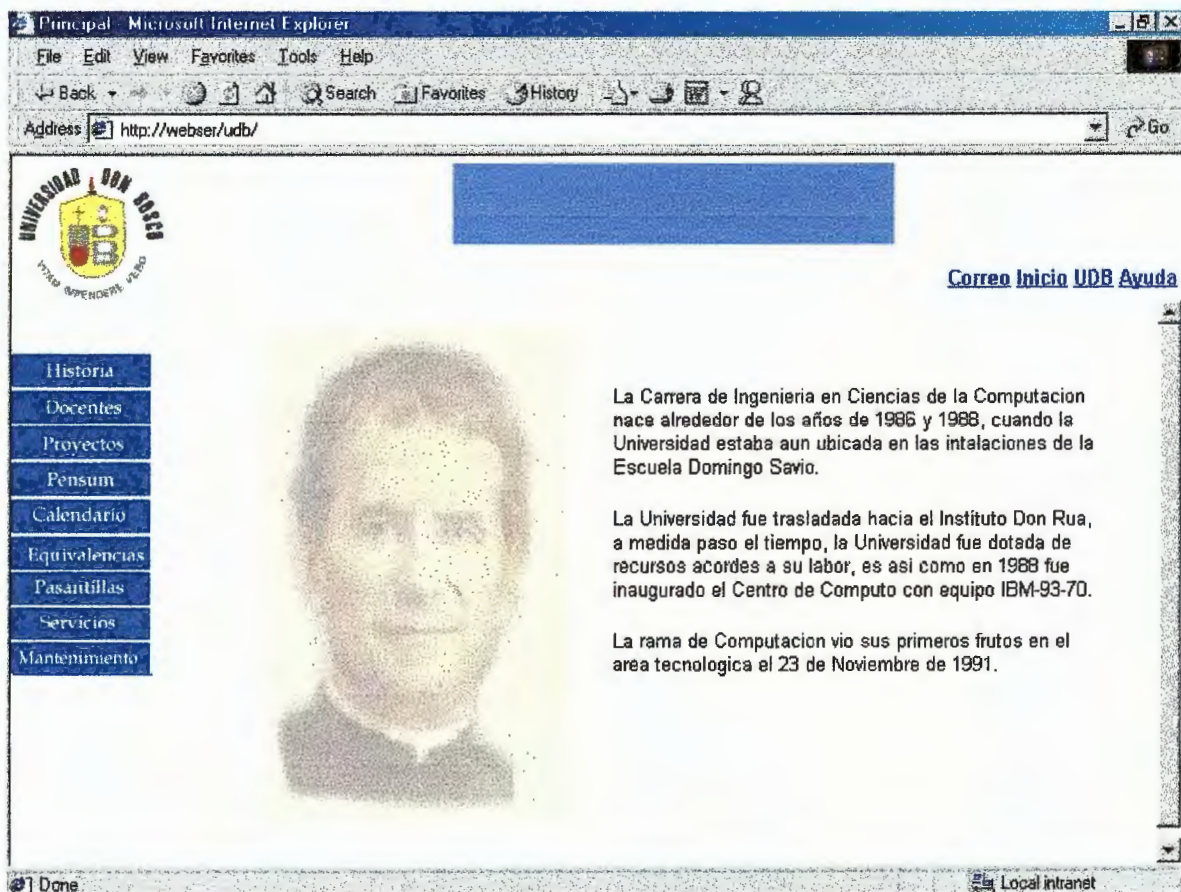 Principal - Microsoft Internet Explorer
File Edit View Favorites Tools Help
Back Search Favorites History
Address http://webser/udb/ Go
UNIVERSIDAD DON BOSCO
VITAM IMPENDERE VERO
Correo Inicio UDB Ayuda
Historia
Docentes
Proyectos
Pensum
Calendario
Equivalencias
Pasantillas
Servicios
Mantenimiento
La Carrera de Ingenieria en Ciencias de la Computacion
nace alrededor de los años de 1986 y 1988, cuando la
Universidad estaba aun ubicada en las intalaciones de la
Escuela Domingo Savio.
La Universidad fue trasladada hacia el Instituto Don Rua,
a medida paso el tiempo, la Universidad fue dotada de
recursos acordes a su labor, es asi como en 1988 fue
inaugurado el Centro de Computo con equipo IBM-93-70.
La rama de Computacion vio sus primeros frutos en el
area tecnologica el 23 de Noviembre de 1991.
Done Local intranet